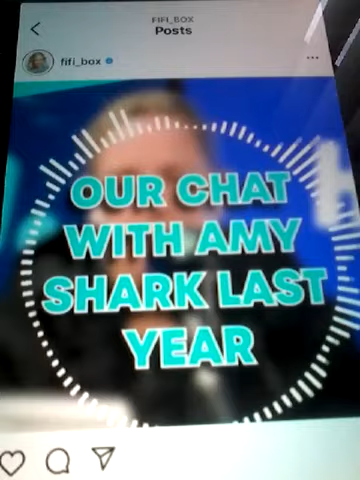 FIFI_BOX
Posts
fifi_box
OUR CHAT
WITH AMY
SHARK LAST
YEAR